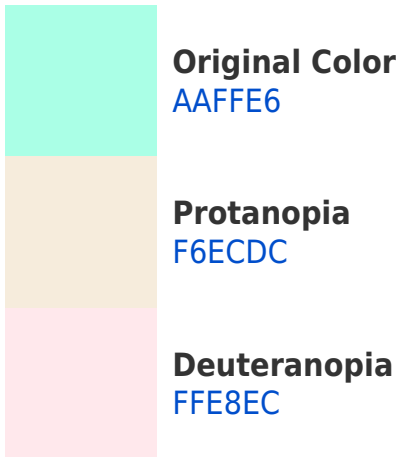 Original Color
AAFFE6
Protanopia
F6ECDC
Deuteranopia
FFE8EC